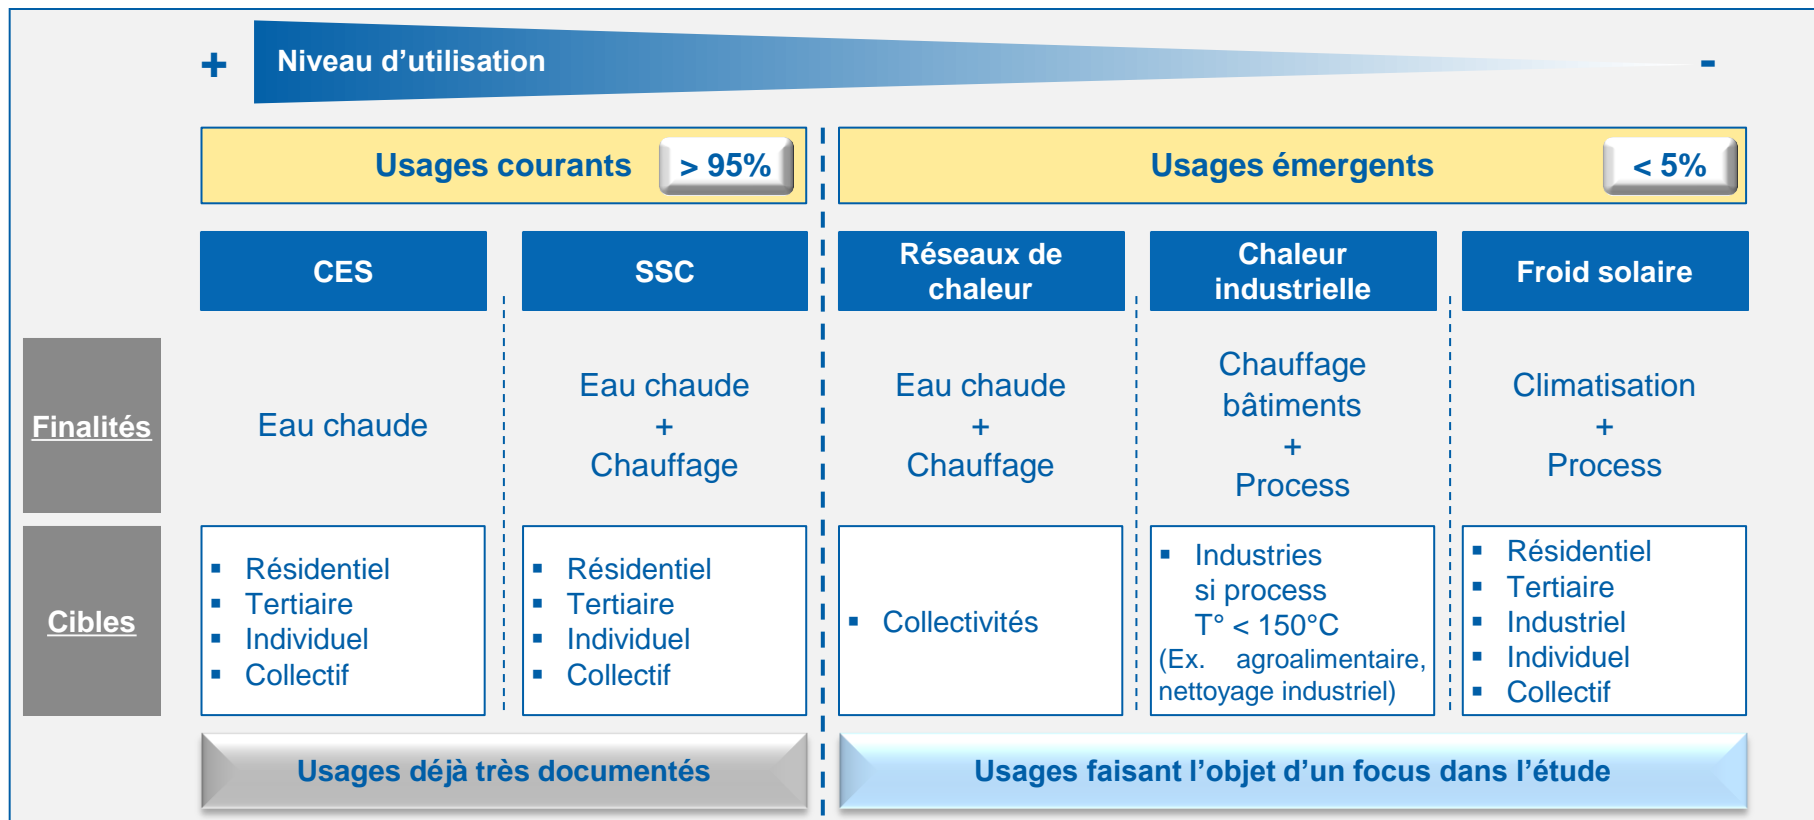 + Niveau d’utilisation -
Usages courants > 95%
Usages émergents < 5%
CES
SSC
Réseaux de
chaleur
Chaleur
industrielle
Froid solaire
Finalités
Eau chaude
Eau chaude
+
Chauffage
Eau chaude
+
Chauffage
Chauffage
bâtiments
+
Process
Climatisation
+
Process
Cibles
▪ Résidentiel
▪ Tertiaire
▪ Individuel
▪ Collectif
▪ Résidentiel
▪ Tertiaire
▪ Individuel
▪ Collectif
▪ Collectivités
▪ Industries
si process
T° < 150°C
(Ex. agroalimentaire,
nettoyage industriel)
▪ Résidentiel
▪ Tertiaire
▪ Industriel
▪ Individuel
▪ Collectif
Usages déjà très documentés
Usages faisant l’objet d’un focus dans l’étude